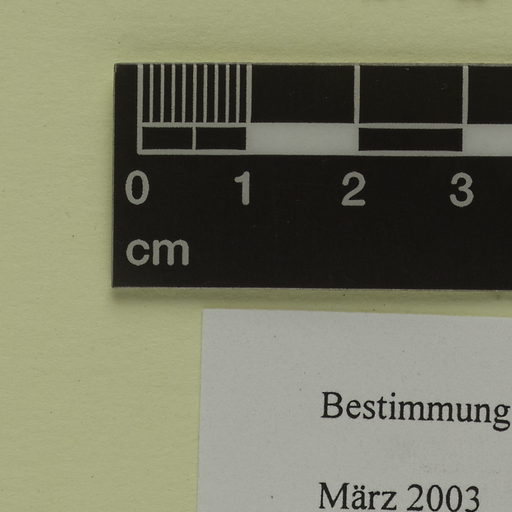 0 1 2 3
cm
Bestimmung
März 2003